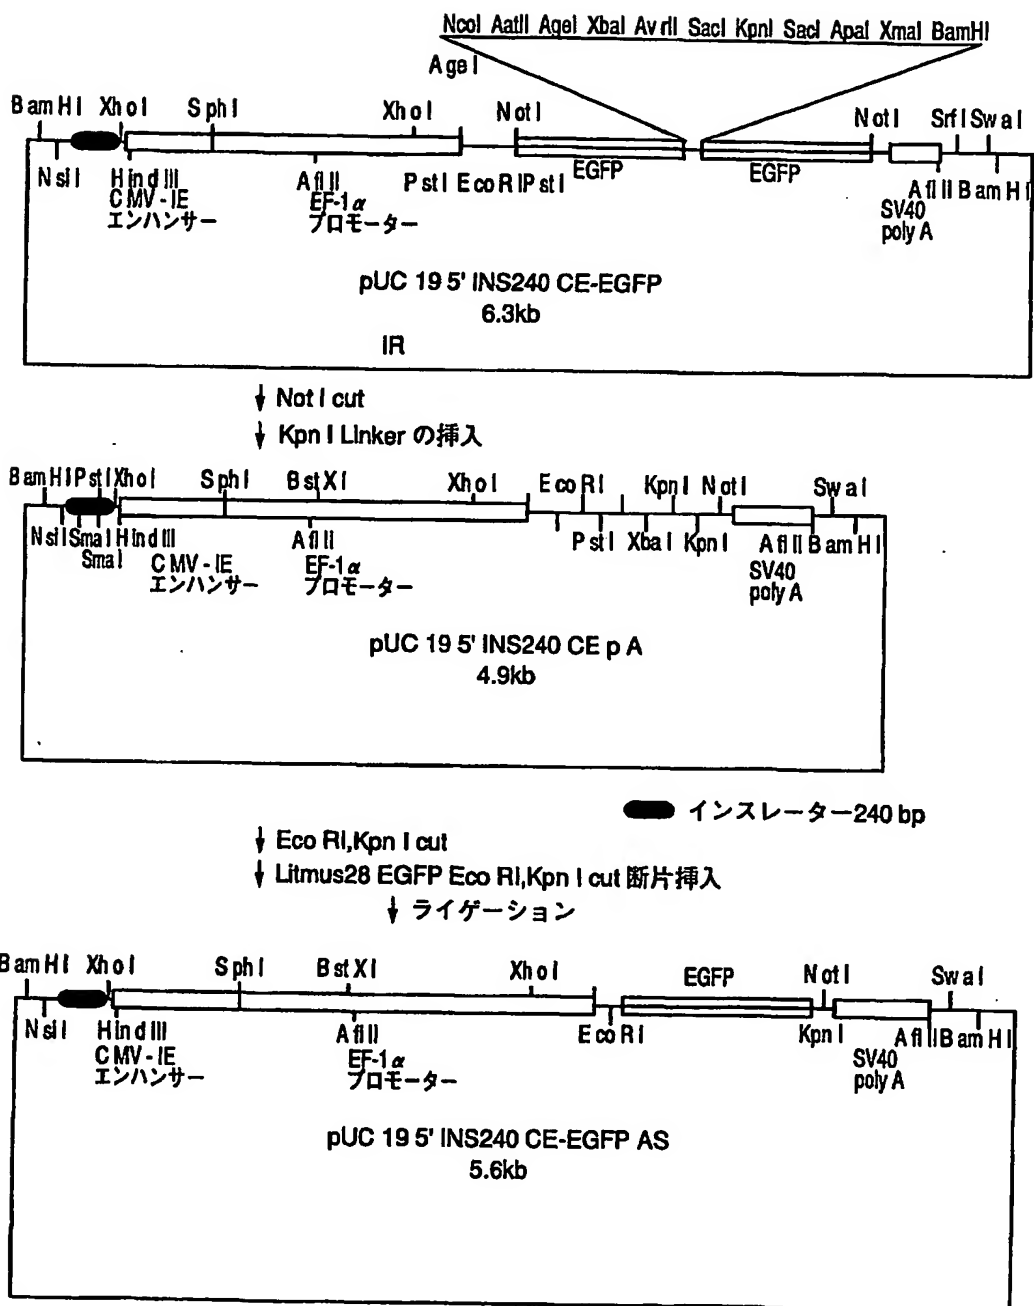 NcoI AatII AgeI XbaI AvrII SacI KpnI SacI ApaI XmaI BamHI
AgeI
BamHI XhoI SphI XhoI NotI NotI SrfI SwaI
NsiI HindIII AflII PstI EcoRI PstI EGFP EGFP AflII BamHI
CMV-IE EF-1α SV40
エンハンサー プロモーター poly A
pUC 19 5' INS240 CE-EGFP
6.3kb
IR
↓ Not I cut
↓ Kpn I Linker の挿入
BamHI PstI XhoI SphI BstXI XhoI EcoRI KpnI NotI SwaI
NsiI SmaI HindIII AflII PstI XbaI KpnI AflII BamHI
SmaI CMV-IE EF-1α SV40
エンハンサー プロモーター poly A
pUC 19 5' INS240 CE p A
4.9kb
インスレーター240 bp
↓ Eco RI,Kpn I cut
↓ Litmus28 EGFP Eco RI,Kpn I cut 断片挿入
↓ ライゲーション
BamHI XhoI SphI BstXI XhoI EGFP NotI SwaI
NsiI HindIII AflII EcoRI KpnI AflII BamHI
CMV-IE EF-1α SV40
エンハンサー プロモーター poly A
pUC 19 5' INS240 CE-EGFP AS
5.6kb